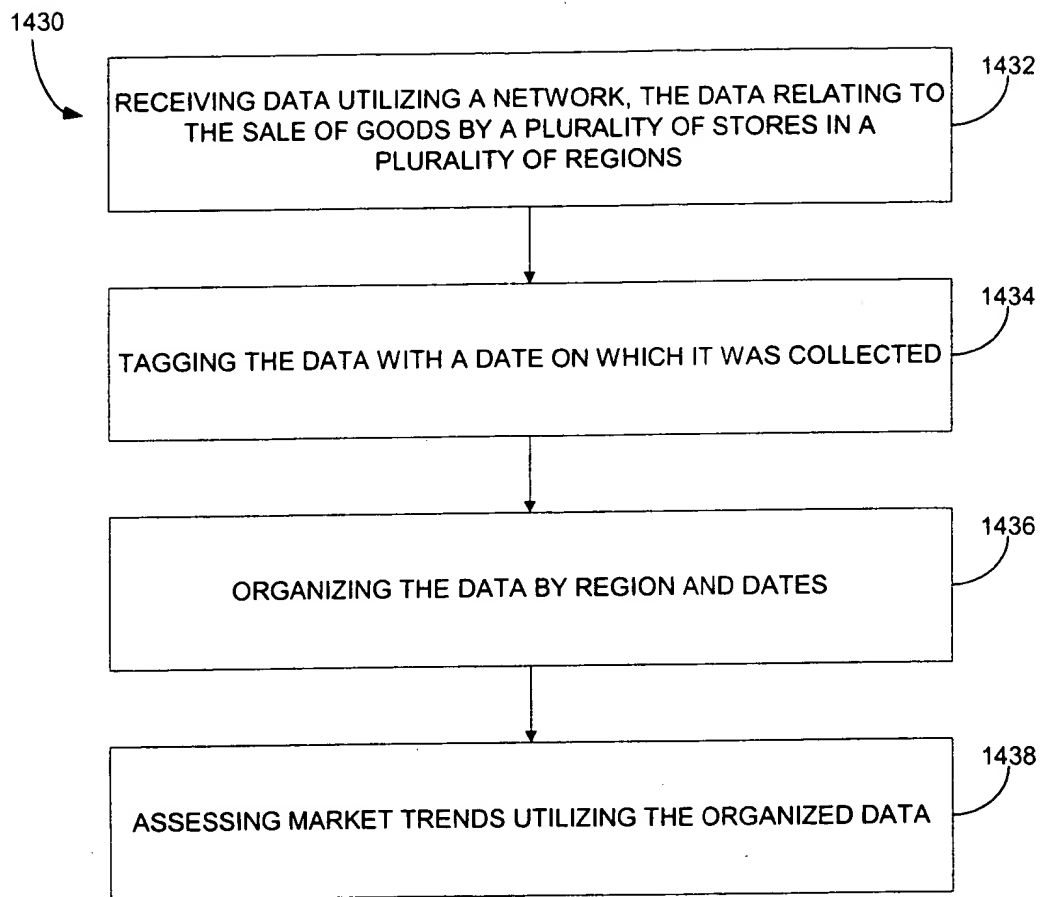 1430
1432
RECEIVING DATA UTILIZING A NETWORK, THE DATA RELATING TO
THE SALE OF GOODS BY A PLURALITY OF STORES IN A
PLURALITY OF REGIONS
1434
TAGGING THE DATA WITH A DATE ON WHICH IT WAS COLLECTED
1436
ORGANIZING THE DATA BY REGION AND DATES
1438
ASSESSING MARKET TRENDS UTILIZING THE ORGANIZED DATA